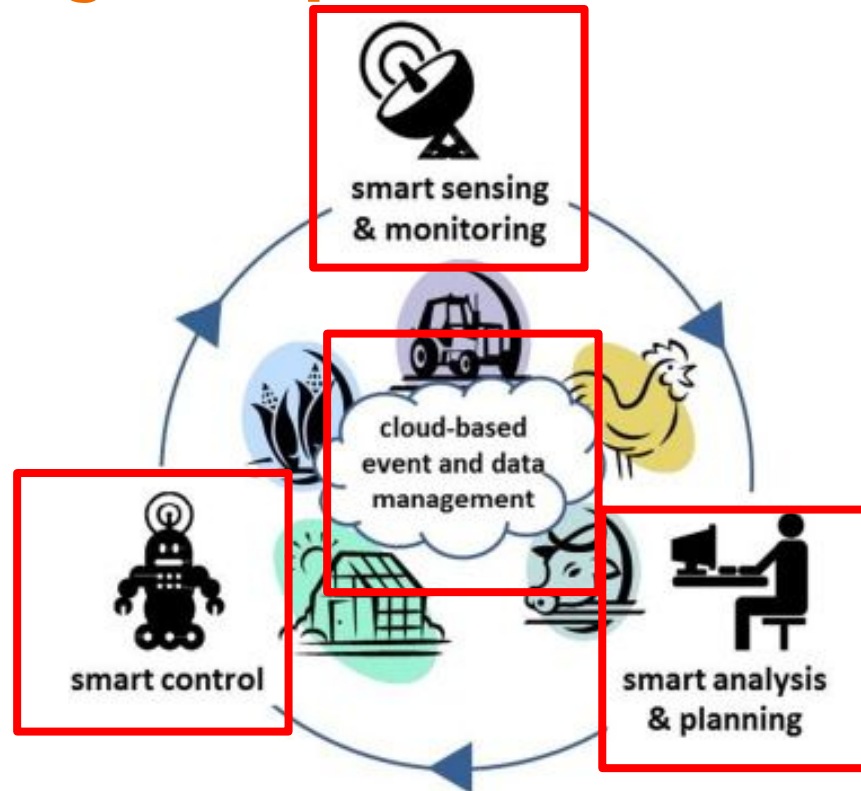 smart sensing
& monitoring
cloud-based
event and data
management
smart control
smart analysis
& planning